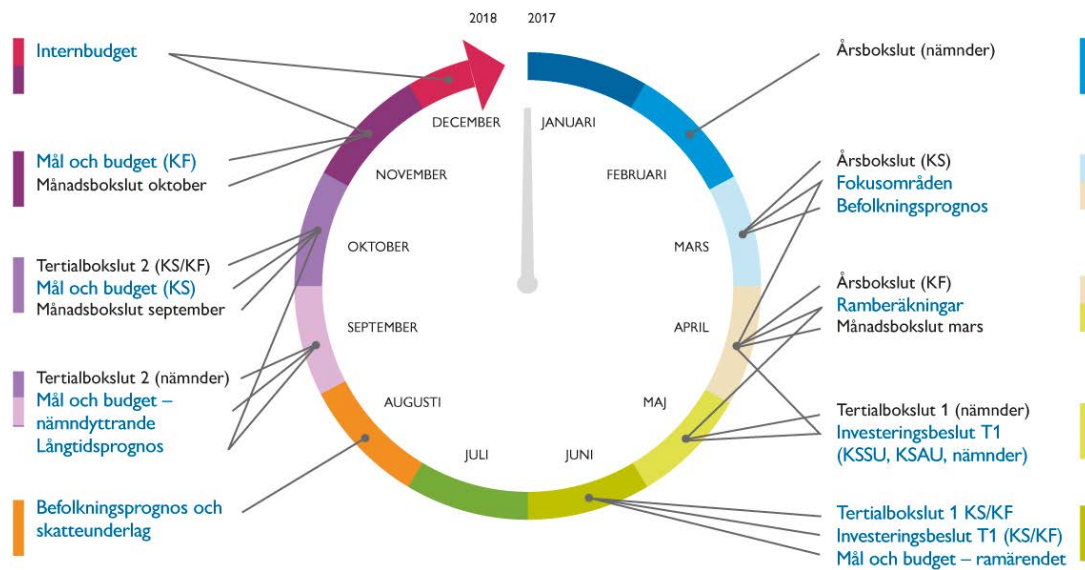 2018
2017
Internbudget
Mål och budget (KF)
Månadsbokslut oktober
Tertialbokslut 2 (KS/KF)
Mål och budget (KS)
Månadsbokslut september
Tertialbokslut 2 (nämnder)
Mål och budget –
nämndyttrande
Långtidsprognos
Befolkningsprognos och
skatteunderlag
DECEMBER
JANUARI
NOVEMBER
FEBRUARI
OKTOBER
MARS
SEPTEMBER
APRIL
AUGUSTI
MAJ
JULI
JUNI
Årsbokslut (nämnder)
Årsbokslut (KS)
Fokusområden
Befolkningsprognos
Årsbokslut (KF)
Ramberäkningar
Månadsbokslut mars
Tertialbokslut 1 (nämnder)
Investeringsbeslut T1
(KSSU, KSAU, nämnder)
Tertialbokslut 1 KS/KF
Investeringsbeslut T1 (KS/KF)
Mål och budget – ramärendet